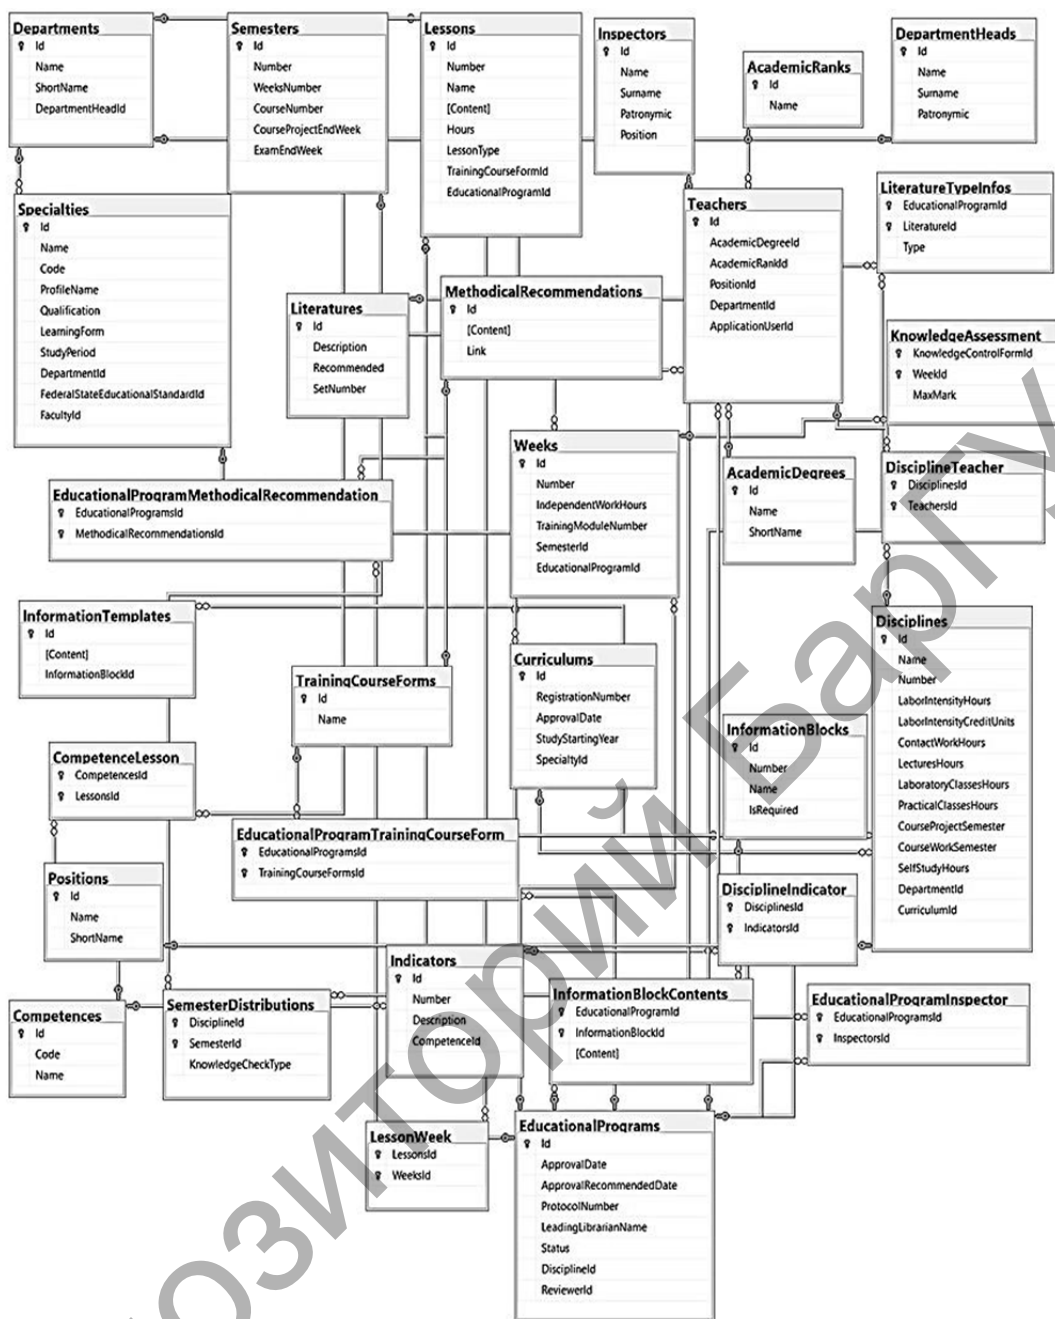 Departments
Id
Name
ShortName
DepartmentHeadId
Semesters
Id
Number
WeeksNumber
CourseNumber
CourseProjectEndWeek
ExamEndWeek
Lessons
Id
Number
Name
[Content]
Hours
LessonType
TrainingCourseFormId
EducationalProgramId
Inspectors
Id
Name
Surname
Patronymic
Position
AcademicRanks
Id
Name
DepartmentHeads
Id
Name
Surname
Patronymic
Specialties
Id
Name
Code
ProfileName
Qualification
LearningForm
StudyPeriod
DepartmentId
FederalStateEducationalStandardId
FacultyId
Literatures
Id
Description
Recommended
SetNumber
MethodicalRecommendations
Id
[Content]
Link
Teachers
Id
AcademicDegreeId
AcademicRankId
PositionId
DepartmentId
ApplicationUserId
LiteratureTypeInfos
EducationalProgramId
LiteratureId
Type
KnowledgeAssessment
KnowledgeControlFormId
WeekId
MaxMark
EducationalProgramMethodicalRecommendation
EducationalProgramsId
MethodicalRecommendationsId
Weeks
Id
Number
IndependentWorkHours
TrainingModuleNumber
SemesterId
EducationalProgramId
AcademicDegrees
Id
Name
ShortName
DisciplineTeacher
DisciplinesId
TeachersId
InformationTemplates
Id
[Content]
InformationBlockId
TrainingCourseForms
Id
Name
Curriculums
Id
RegistrationNumber
ApprovalDate
StudyStartingYear
SpecialtyId
InformationBlocks
Id
Number
Name
IsRequired
Disciplines
Id
Name
Number
LaborIntensityHours
LaborIntensityCreditUnits
ContactWorkHours
LecturesHours
LaboratoryClassesHours
PracticalClassesHours
CourseProjectSemester
CourseWorkSemester
SelfStudyHours
DepartmentId
CurriculumId
CompetenceLesson
CompetencesId
LessonsId
EducationalProgramTrainingCourseForm
EducationalProgramsId
TrainingCourseFormsId
Positions
Id
Name
ShortName
DisciplineIndicator
DisciplinesId
IndicatorsId
Competences
Id
Code
Name
SemesterDistributions
DisciplineId
SemesterId
KnowledgeCheckType
Indicators
Id
Number
Description
CompetenceId
InformationBlockContents
EducationalProgramId
InformationBlockId
[Content]
EducationalProgramInspector
EducationalProgramsId
InspectorsId
LessonWeek
LessonsId
WeeksId
EducationalPrograms
Id
ApprovalDate
ApprovalRecommendedDate
ProtocolNumber
LeadingLibrarianName
Status
DisciplineId
ReviewerId
БарГУ